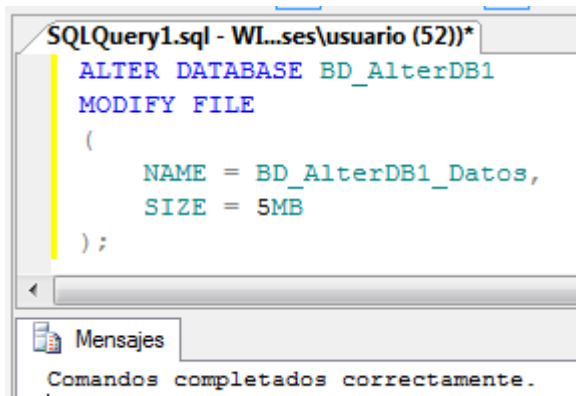 SQLQuery1.sql - WI...ses\usuario (52))*
ALTER DATABASE BD_AlterDB1
MODIFY FILE
(
NAME = BD_AlterDB1_Datos,
SIZE = 5MB
);
Mensajes
Comandos completados correctamente.